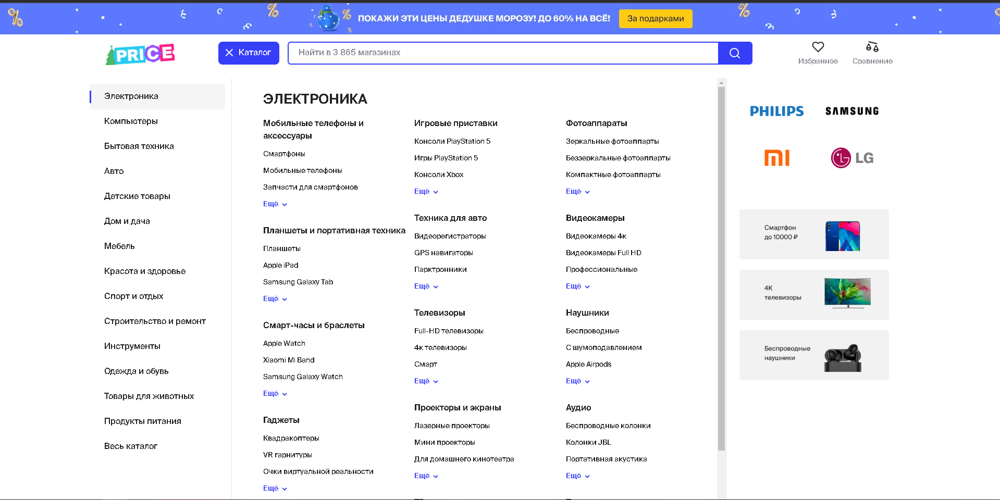 ПОКАЖИ ЭТИ ЦЕНЫ ДЕДУШКЕ МОРОЗУ! ДО 60% НА ВСЁ!
За подарками
PRICE
Каталог
Найти в 3 865 магазинах
Избранное
Сравнение
Электроника
Компьютеры
Бытовая техника
Авто
Детские товары
Дом и дача
Мебель
Красота и здоровье
Спорт и отдых
Строительство и ремонт
Инструменты
Одежда и обувь
Товары для животных
Продукты питания
Весь каталог
ЭЛЕКТРОНИКА
Мобильные телефоны и
аксессуары
Смартфоны
Мобильные телефоны
Запчасти для смартфонов
Ещё
Планшеты и портативная техника
Планшеты
Apple iPad
Samsung Galaxy Tab
Ещё
Смарт-часы и браслеты
Apple Watch
Xiaomi Mi Band
Samsung Galaxy Watch
Ещё
Гаджеты
Квадракоптеры
VR гарнитуры
Очки виртуальной реальности
Ещё
Игровые приставки
Консоли PlayStation 5
Игры PlayStation 5
Консоли Xbox
Ещё
Техника для авто
Видеорегистраторы
GPS навигаторы
Парктронники
Ещё
Телевизоры
Full-HD телевизоры
4к телевизоры
Смарт
Ещё
Проекторы и экраны
Лазерные проекторы
Мини проекторы
Для домашнего кинотеатра
Ещё
Фотоаппараты
Зеркальные фотоаппарты
Беззеркальные фотоаппарты
Компактные фотоаппарты
Ещё
Видеокамеры
Видеокамеры 4к
Видеокамеры Full HD
Профессиональные
Ещё
Наушники
Беспроводные
С шумоподавлением
Apple Airpods
Ещё
Аудио
Беспроводные колонки
Колонки JBL
Портативная акустика
Ещё
PHILIPS
SAMSUNG
MI
LG
Смартфон
до 10000 ₽
4К
телевизоры
Беспроводные
наушники